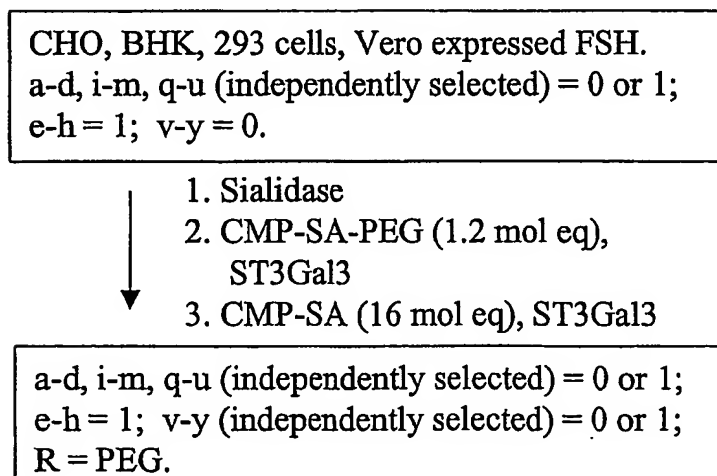 CHO, BHK, 293 cells, Vero expressed FSH.
a-d, i-m, q-u (independently selected) = 0 or 1;
e-h = 1; v-y = 0.
1. Sialidase
2. CMP-SA-PEG (1.2 mol eq),
ST3Gal3
3. CMP-SA (16 mol eq), ST3Gal3
a-d, i-m, q-u (independently selected) = 0 or 1;
e-h = 1; v-y (independently selected) = 0 or 1;
R = PEG.